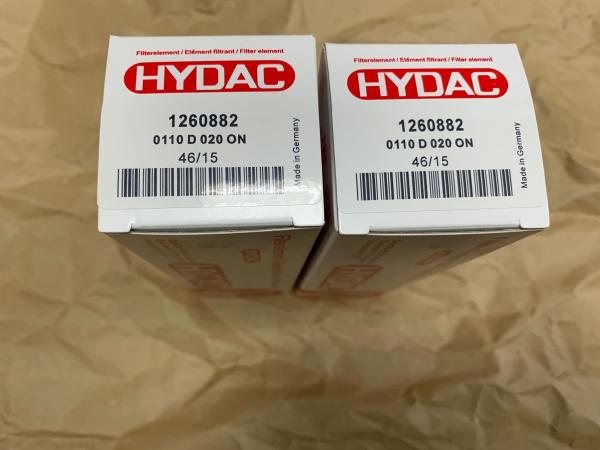 Filterelement / Elément filtrant / Filter element
HYDAC
1260882
0110 D 020 ON
46/15
Made in Germany
Filterelement / Elément filtrant / Filter element
HYDAC
1260882
0110 D 020 ON
46/15
Made in Germany